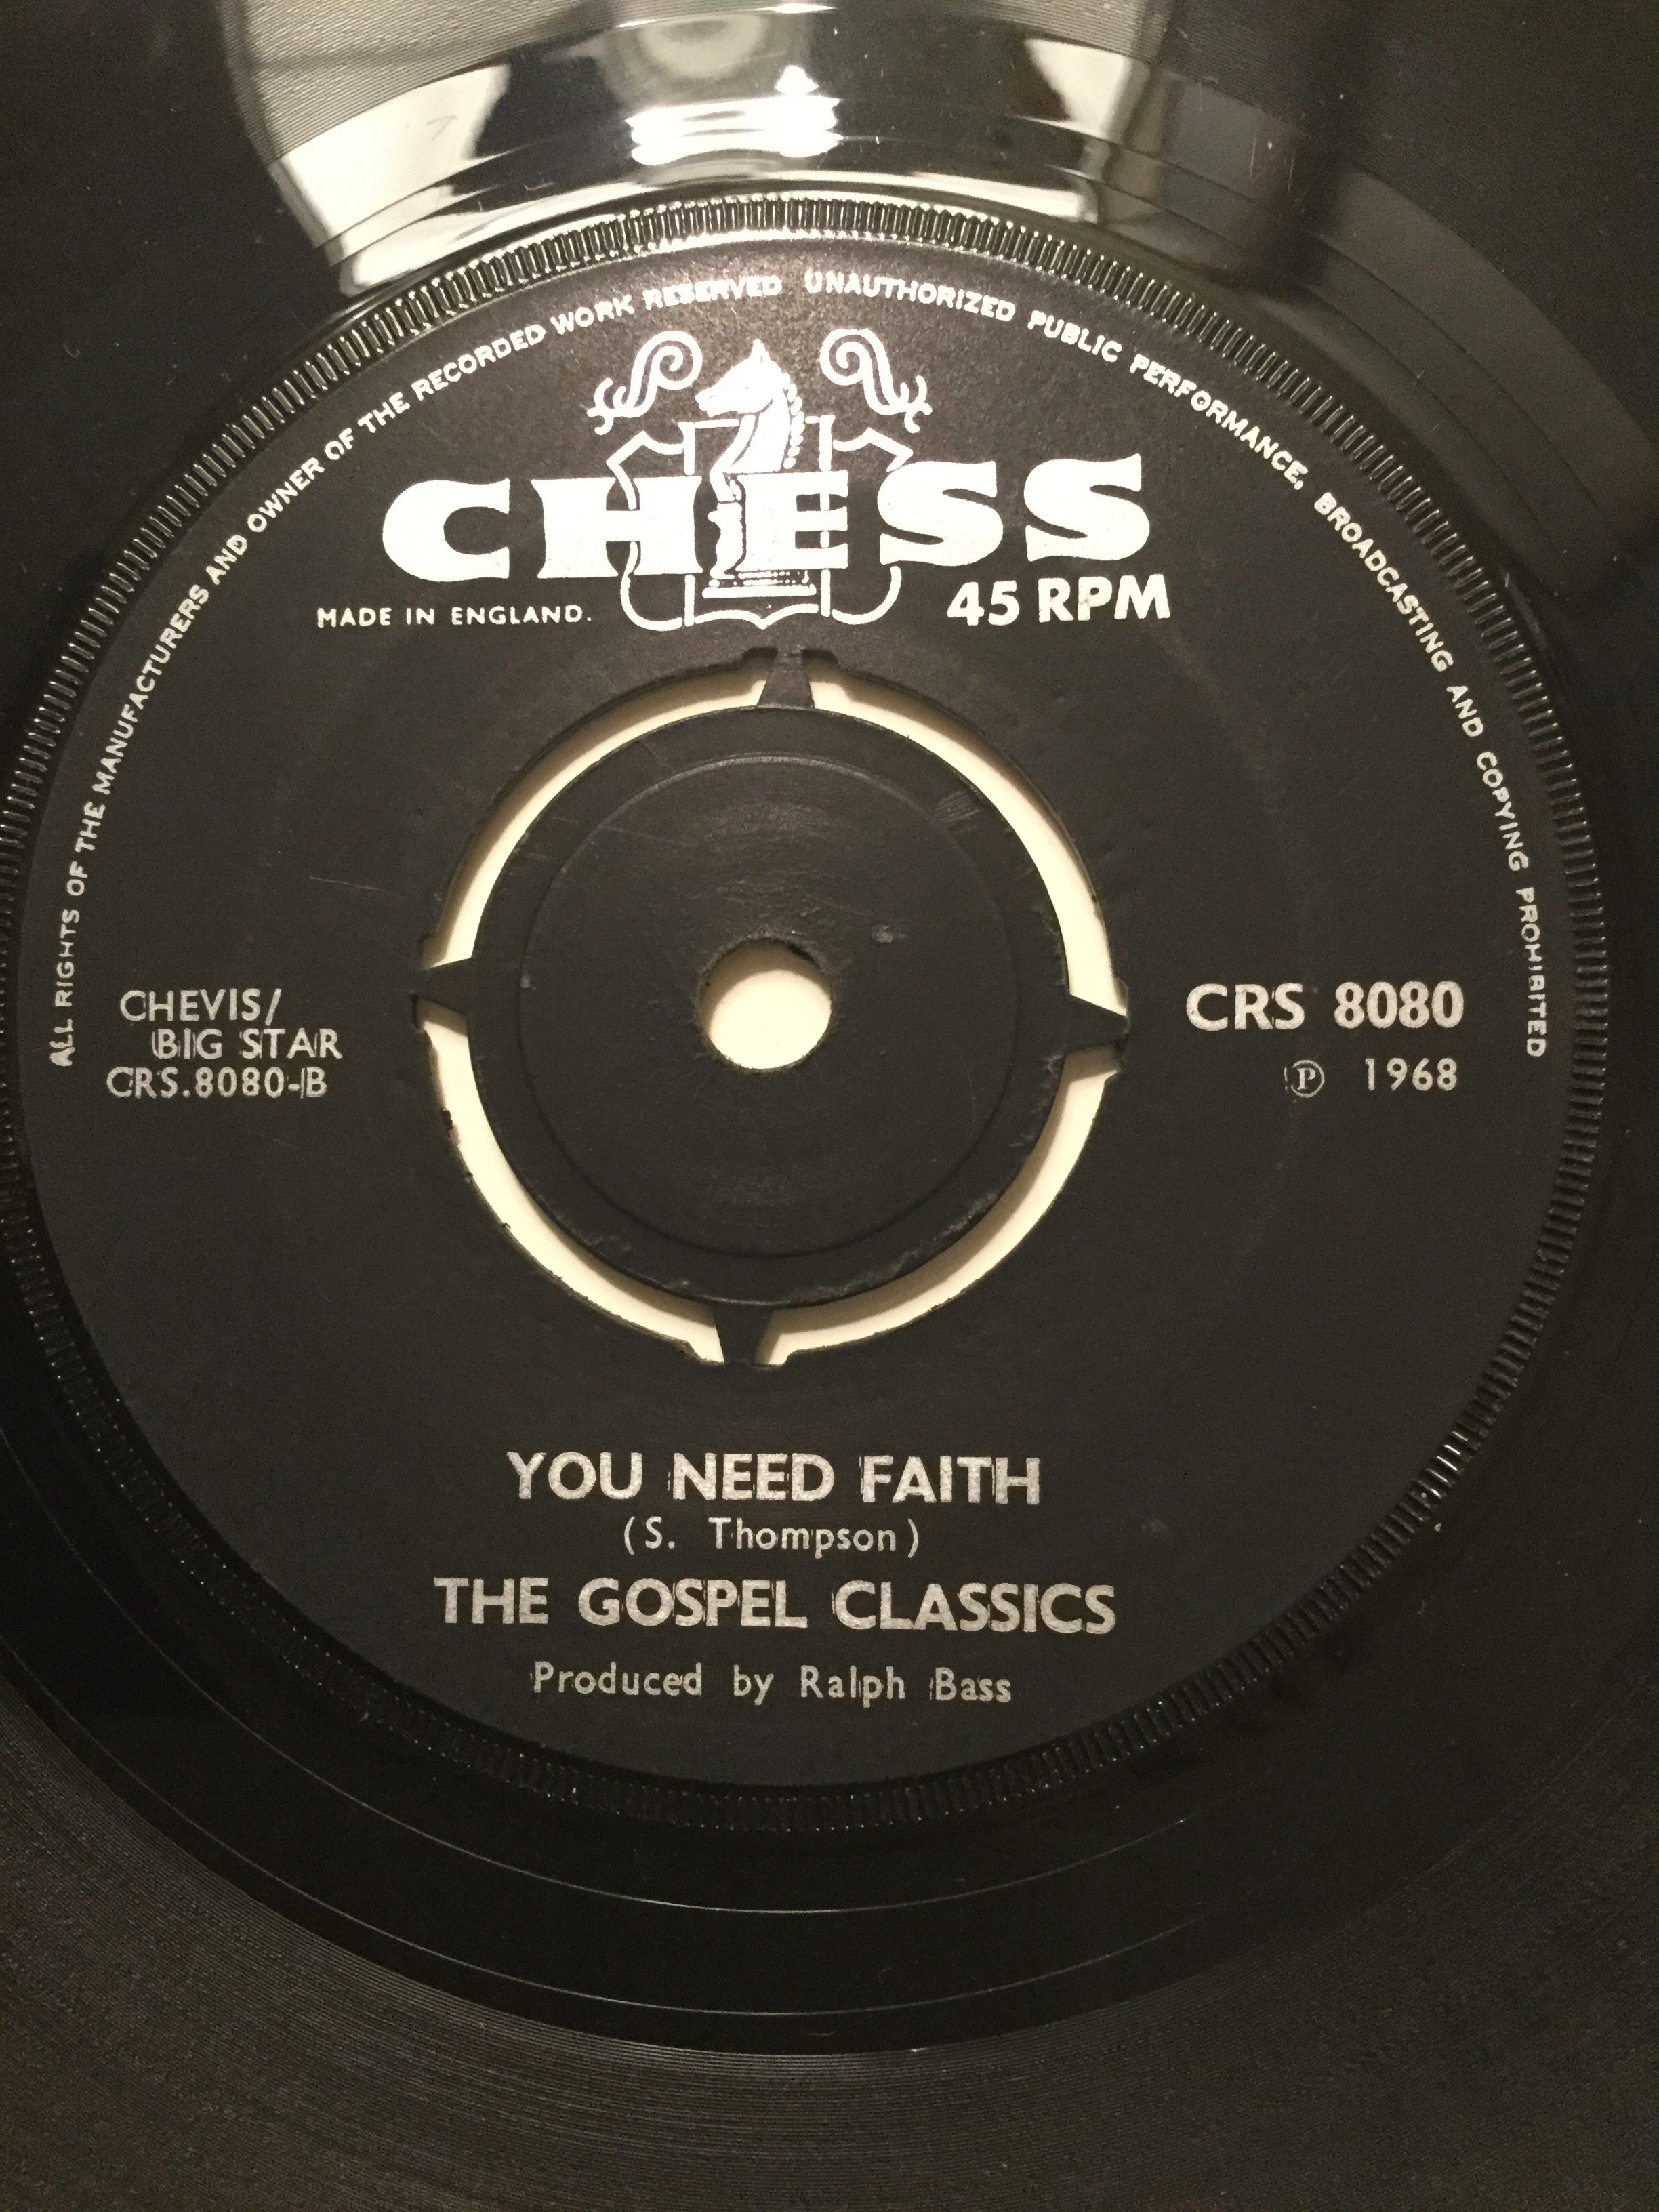 ALL RIGHTS OF THE MANUFACTURERS AND OWNER OF THE RECORDED WORK RESERVED UNAUTHORIZED PUBLIC PERFORMANCE, BROADCASTING AND COPYING PROHIBITED
CHESS
MADE IN ENGLAND.
45 RPM
CHEVIS/
BIG STAR
CRS.8080-B
CRS 8080
Ⓟ 1968
YOU NEED FAITH
(S. Thompson)
THE GOSPEL CLASSICS
Produced by Ralph Bass